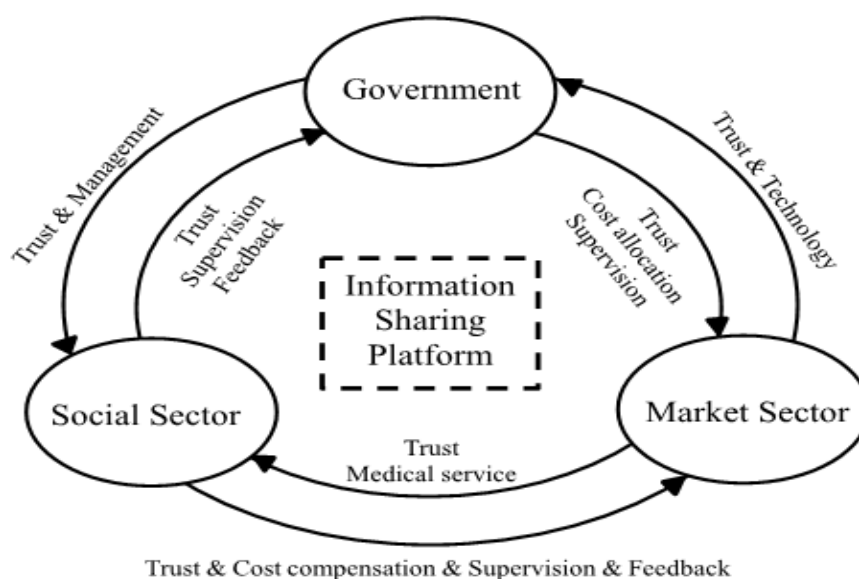 Government
Trust & Management
Trust
Supervision
Feedback
Trust
Cost allocation
Supervision
Trust & Technology
Information
Sharing
Platform
Social Sector
Market Sector
Trust
Medical service
Trust & Cost compensation & Supervision & Feedback